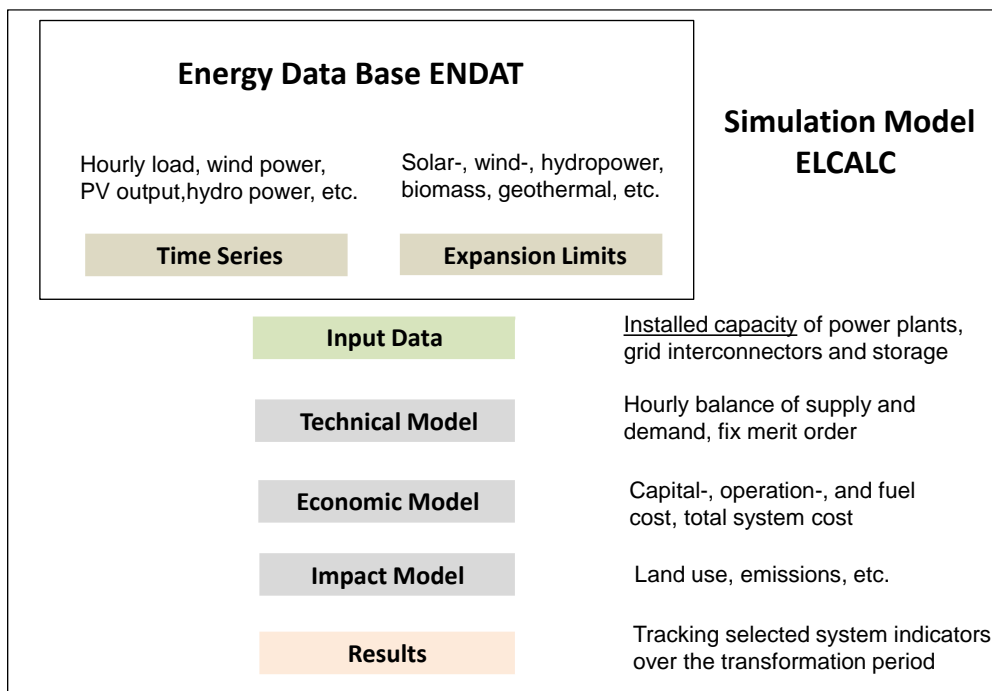 Energy Data Base ENDAT
Simulation Model
ELCALC
Hourly load, wind power,
PV output,hydro power, etc.
Solar-, wind-, hydropower,
biomass, geothermal, etc.
Time Series
Expansion Limits
Input Data
Installed capacity of power plants,
grid interconnectors and storage
Technical Model
Hourly balance of supply and
demand, fix merit order
Economic Model
Capital-, operation-, and fuel
cost, total system cost
Impact Model
Land use, emissions, etc.
Results
Tracking selected system indicators
over the transformation period